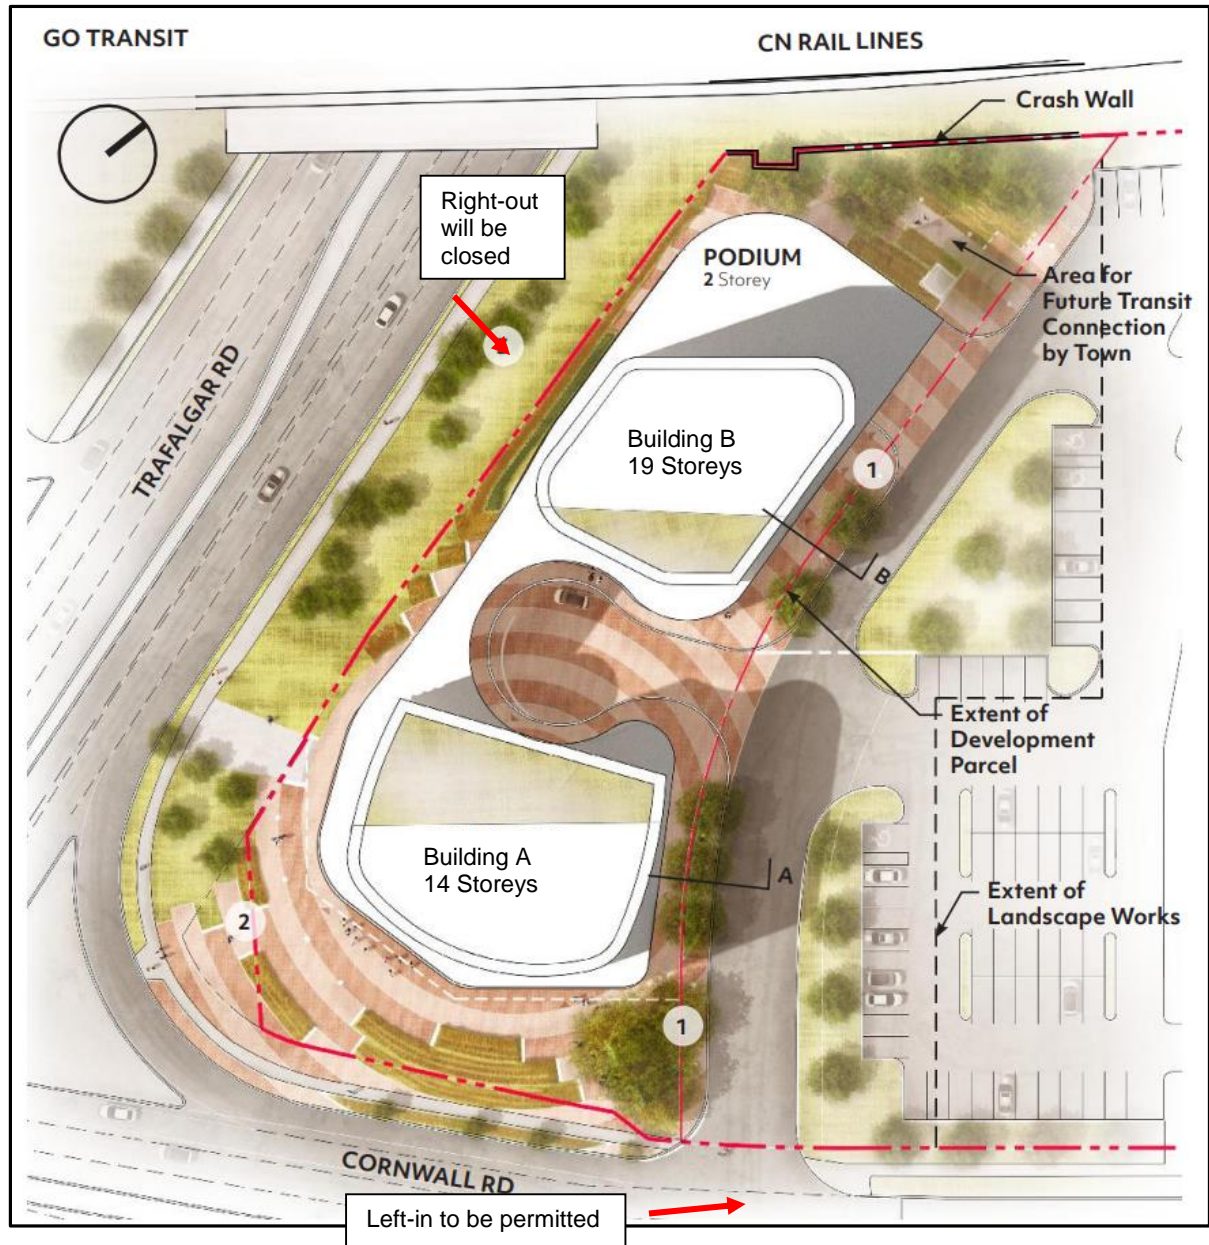 GO TRANSIT
CN RAIL LINES
Crash Wall
Right-out
will be
closed
PODIUM
2 Storey
Area for
Future Transit
Connection
by Town
TRAFALGAR RD
Building B
19 Storeys
1
B
Extent of
Development
Parcel
Building A
14 Storeys
A
Extent of
Landscape Works
2
1
CORNWALL RD
Left-in to be permitted